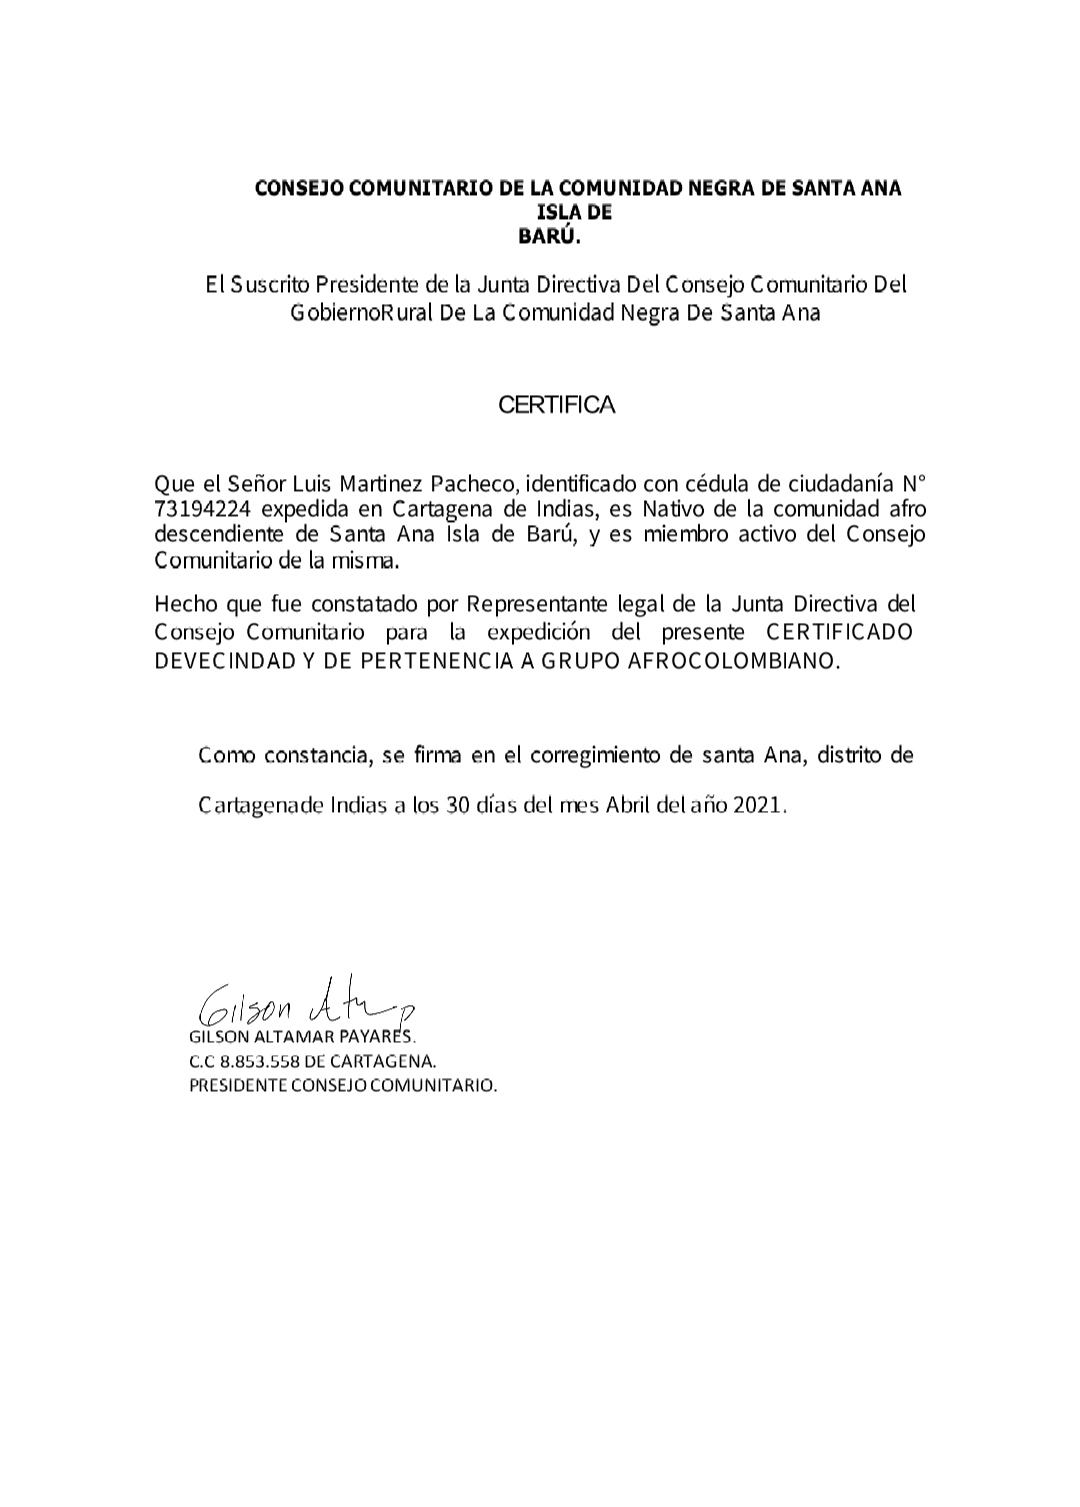 CONSEJO COMUNITARIO DE LA COMUNIDAD NEGRA DE SANTA ANA
ISLA DE
BARÚ.
El Suscrito Presidente de la Junta Directiva Del Consejo Comunitario Del
GobiernoRural De La Comunidad Negra De Santa Ana
CERTIFICA
Que el Señor Luis Martinez Pacheco, identificado con cédula de ciudadanía N°
73194224 expedida en Cartagena de Indias, es Nativo de la comunidad afro
descendiente de Santa Ana Isla de Barú, y es miembro activo del Consejo
Comunitario de la misma.
Hecho que fue constatado por Representante legal de la Junta Directiva del
Consejo Comunitario para la expedición del presente CERTIFICADO
DEVECINDAD Y DE PERTENENCIA A GRUPO AFROCOLOMBIANO.
Como constancia, se firma en el corregimiento de santa Ana, distrito de
Cartagenade Indias a los 30 días del mes Abril del año 2021.
Gilson
GILSON ALTAMAR PAYARES.
C.C 8.853.558 DE CARTAGENA.
PRESIDENTE CONSEJO COMUNITARIO.